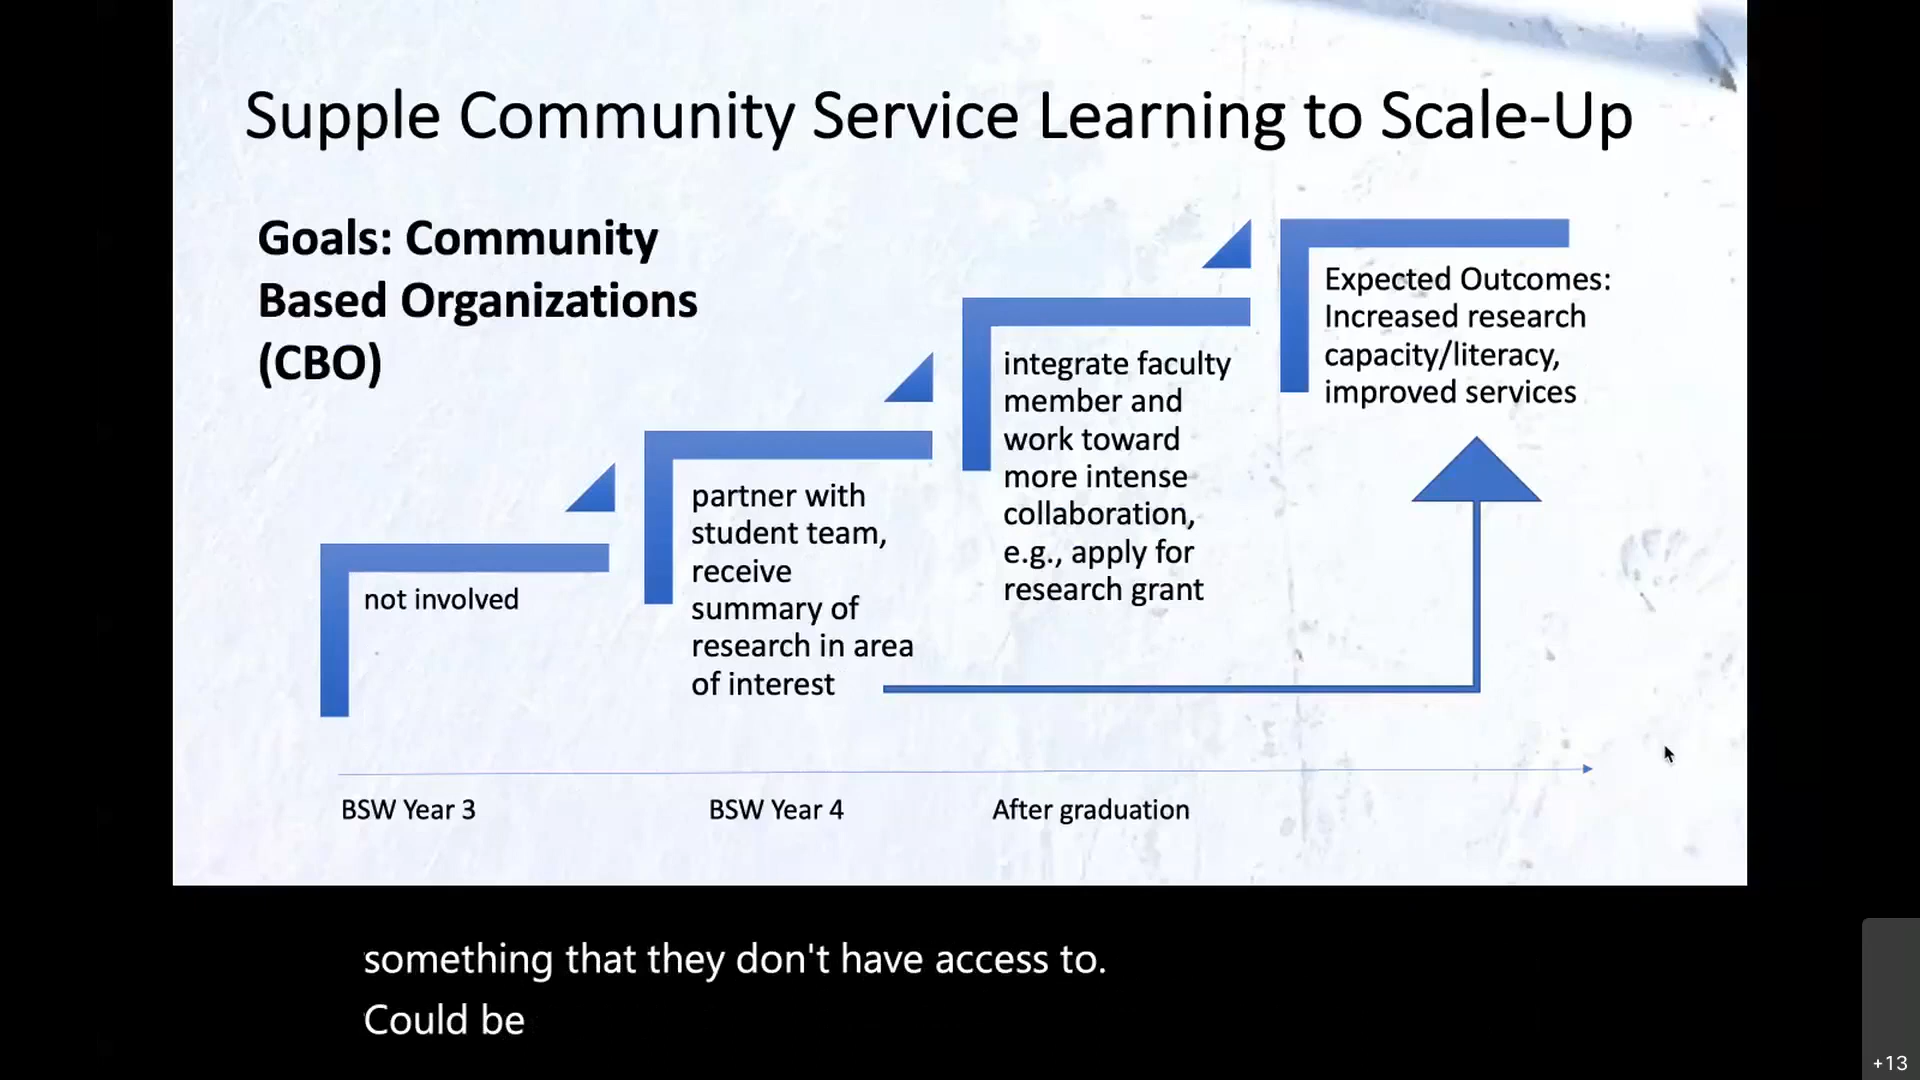 Supple Community Service Learning to Scale-Up
Goals: Community
Based Organizations
(CBO)
not involved
partner with
student team,
receive
summary of
research in area
of interest
integrate faculty
member and
work toward
more intense
collaboration,
e.g., apply for
research grant
Expected Outcomes:
Increased research
capacity/literacy,
improved services
BSW Year 3
BSW Year 4
After graduation
something that they don't have access to.
Could be
+13